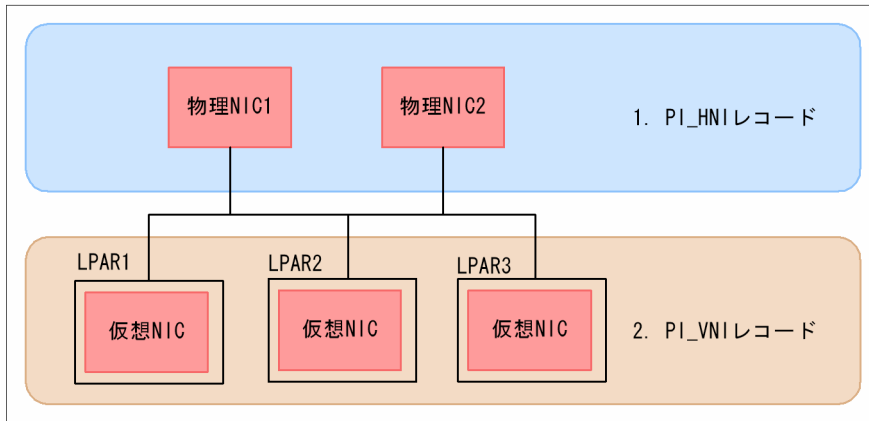 物理NIC1
物理NIC2
1. PI_HNIレコード
LPAR1
LPAR2
LPAR3
仮想NIC
仮想NIC
仮想NIC
2. PI_VNIレコード